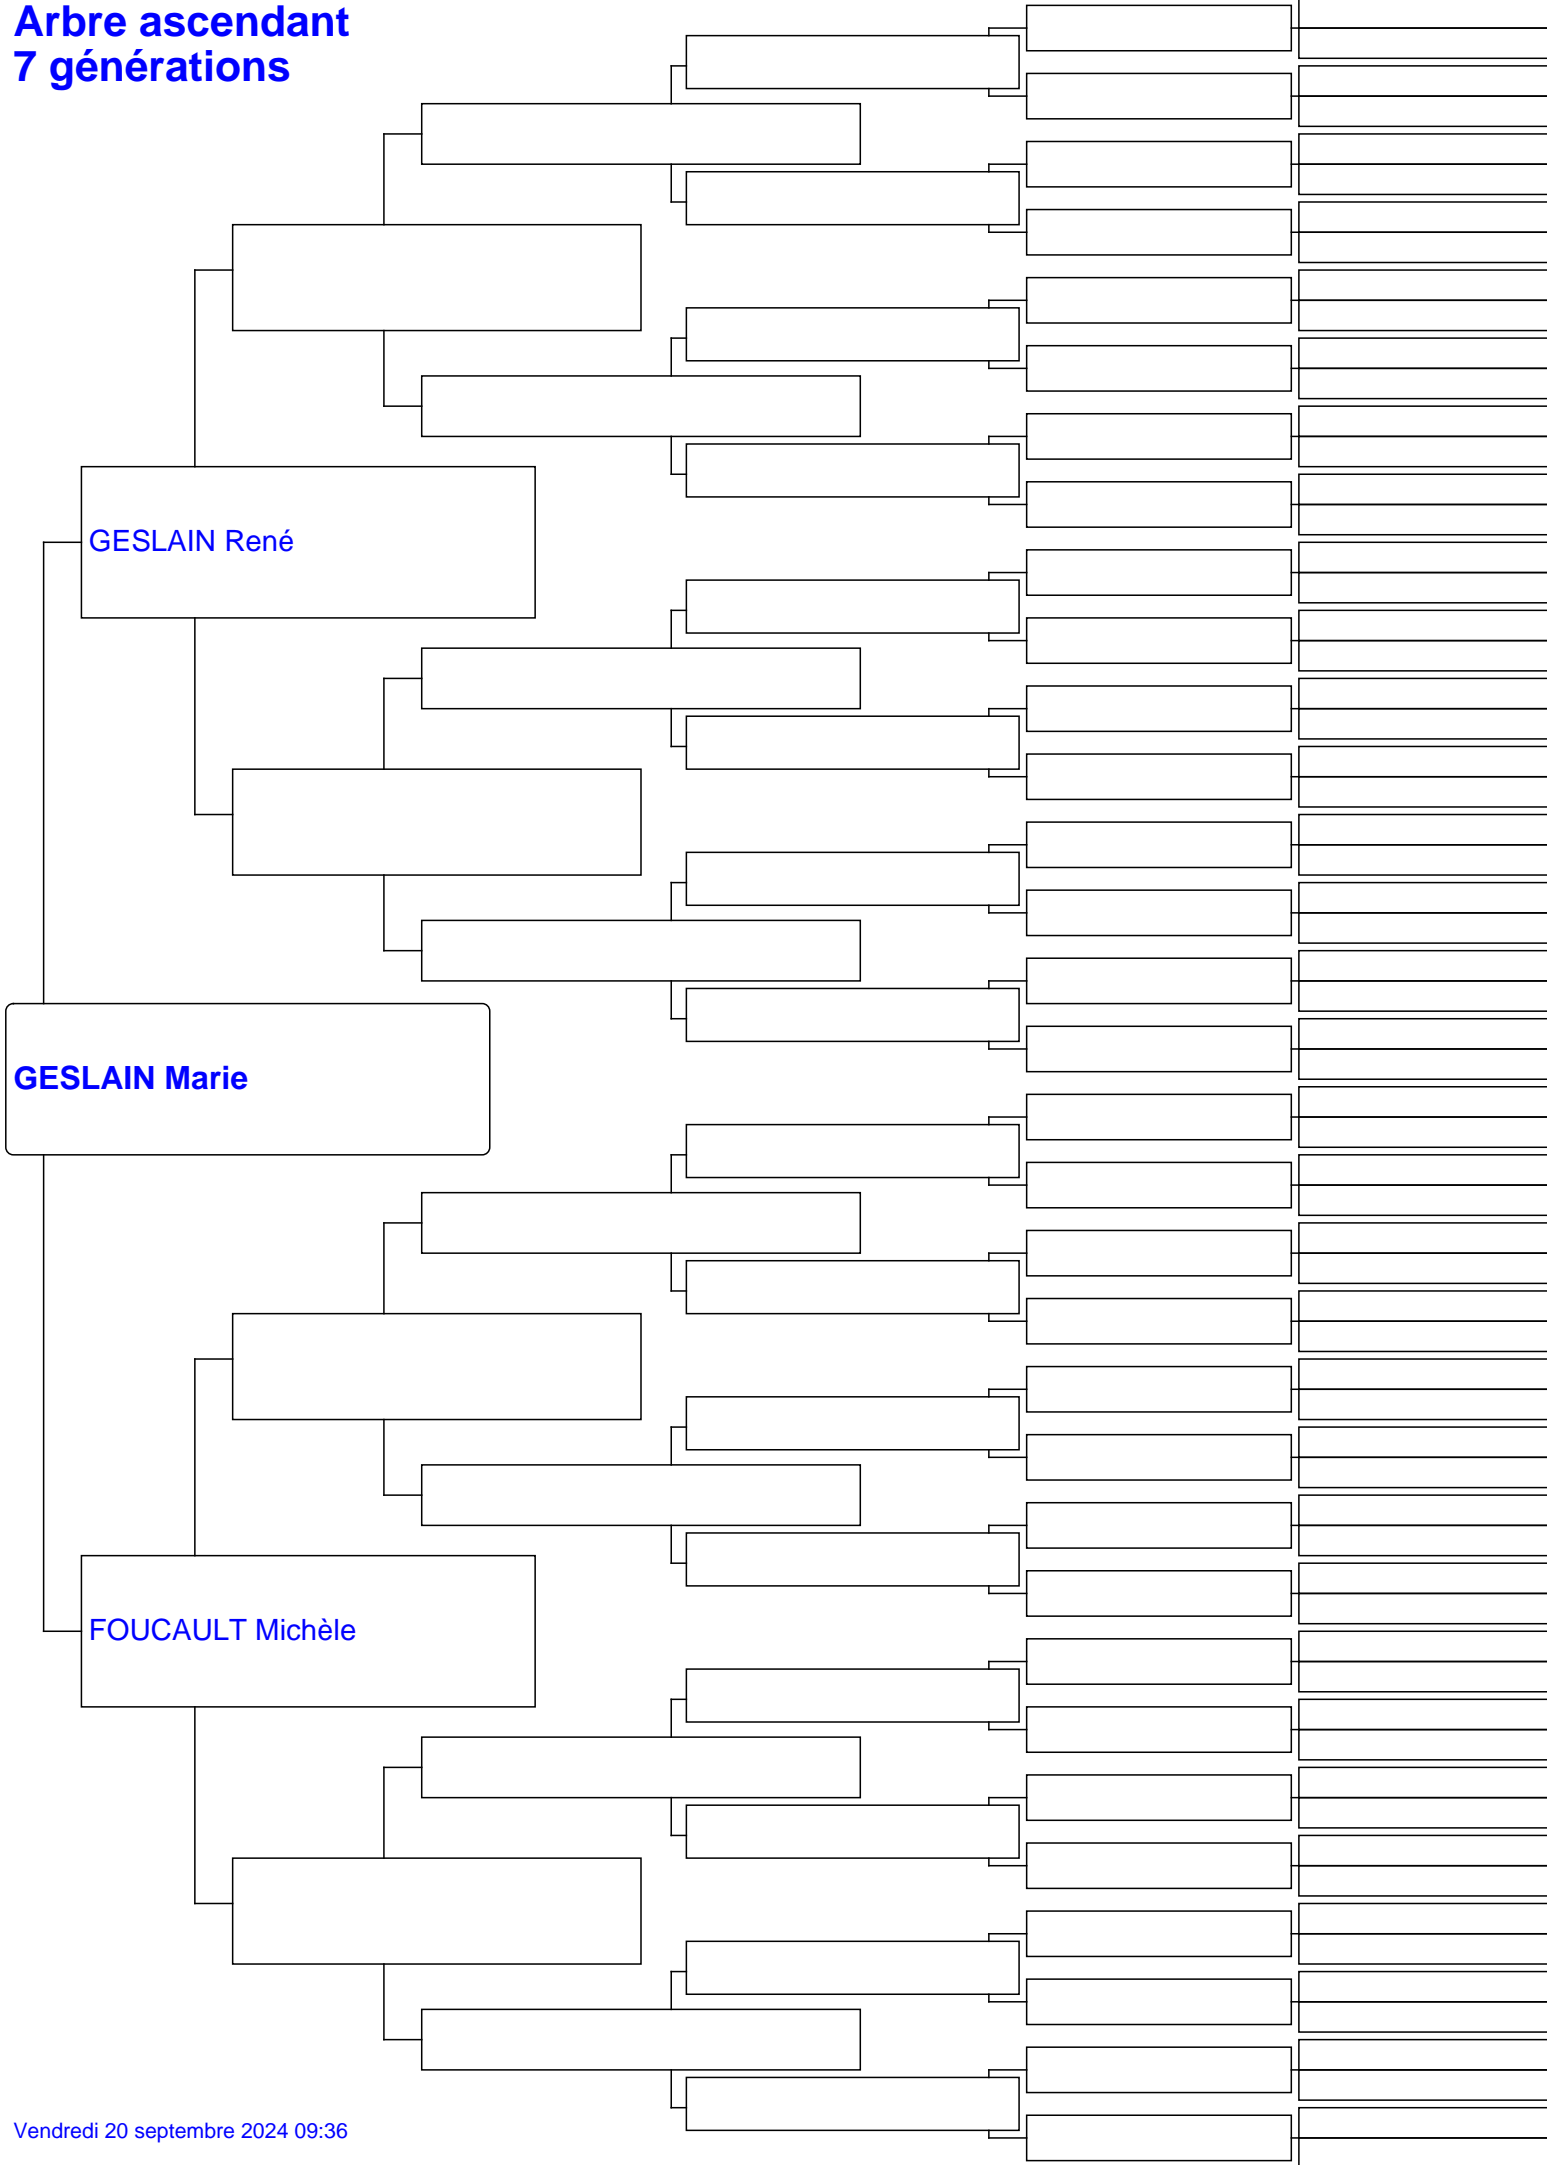 Arbre ascendant
7 générations
GESLAIN René
GESLAIN Marie
FOUCAULT Michèle
Vendredi 20 septembre 2024 09:36